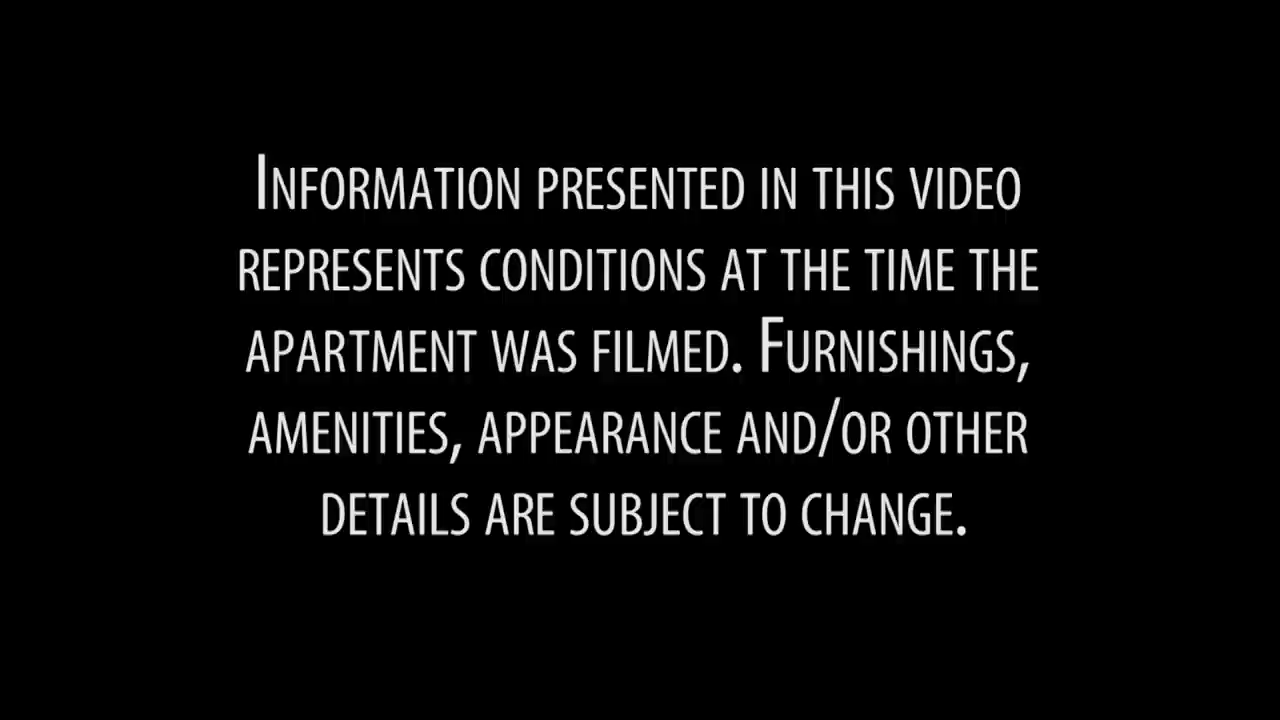 Information presented in this video
represents conditions at the time the
apartment was filmed. Furnishings,
amenities, appearance and/or other
details are subject to change.